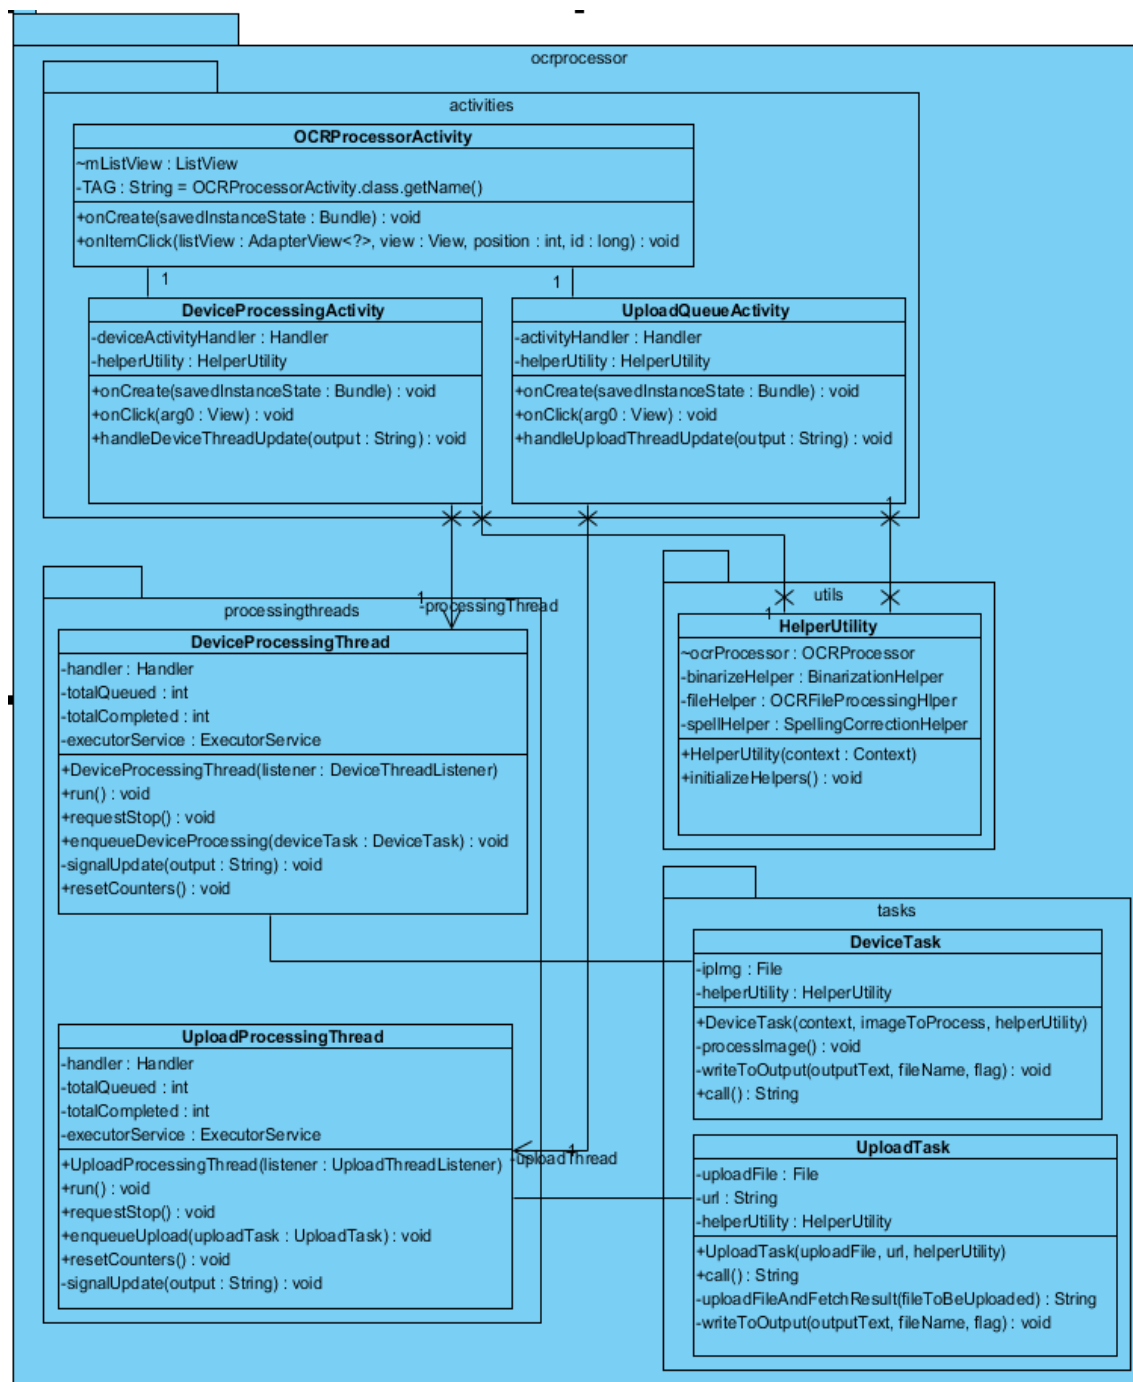 ocrprocessor
activities
OCRProcessorActivity
~mListView : ListView
-TAG : String = OCRProcessorActivity.class.getName()
+onCreate(savedInstanceState : Bundle) : void
+onItemClick(listView : AdapterView<?>, view : View, position : int, id : long) : void
1
1
DeviceProcessingActivity
-deviceActivityHandler : Handler
-helperUtility : HelperUtility
+onCreate(savedInstanceState : Bundle) : void
+onClick(arg0 : View) : void
+handleDeviceThreadUpdate(output : String) : void
UploadQueueActivity
-activityHandler : Handler
-helperUtility : HelperUtility
+onCreate(savedInstanceState : Bundle) : void
+onClick(arg0 : View) : void
+handleUploadThreadUpdate(output : String) : void
1
processingthreads
1
-processingThread
DeviceProcessingThread
-handler : Handler
-totalQueued : int
-totalCompleted : int
-executorService : ExecutorService
+DeviceProcessingThread(listener : DeviceThreadListener)
+run() : void
+requestStop() : void
+enqueueDeviceProcessing(deviceTask : DeviceTask) : void
-signalUpdate(output : String) : void
+resetCounters() : void
utils
1
HelperUtility
~ocrProcessor : OCRProcessor
-binarizeHelper : BinarizationHelper
-fileHelper : OCRFileProcessingHlper
-spellHelper : SpellingCorrectionHelper
+HelperUtility(context : Context)
+initializeHelpers() : void
tasks
DeviceTask
-ipImg : File
-helperUtility : HelperUtility
+DeviceTask(context, imageToProcess, helperUtility)
-processImage() : void
-writeToOutput(outputText, fileName, flag) : void
+call() : String
UploadProcessingThread
-handler : Handler
-totalQueued : int
-totalCompleted : int
-executorService : ExecutorService
+UploadProcessingThread(listener : UploadThreadListener)
+run() : void
+requestStop() : void
+enqueueUpload(uploadTask : UploadTask) : void
+resetCounters() : void
-signalUpdate(output : String) : void
1
-uploadThread
UploadTask
-uploadFile : File
-url : String
-helperUtility : HelperUtility
+UploadTask(uploadFile, url, helperUtility)
+call() : String
-uploadFileAndFetchResult(fileToBeUploaded) : String
-writeToOutput(outputText, fileName, flag) : void